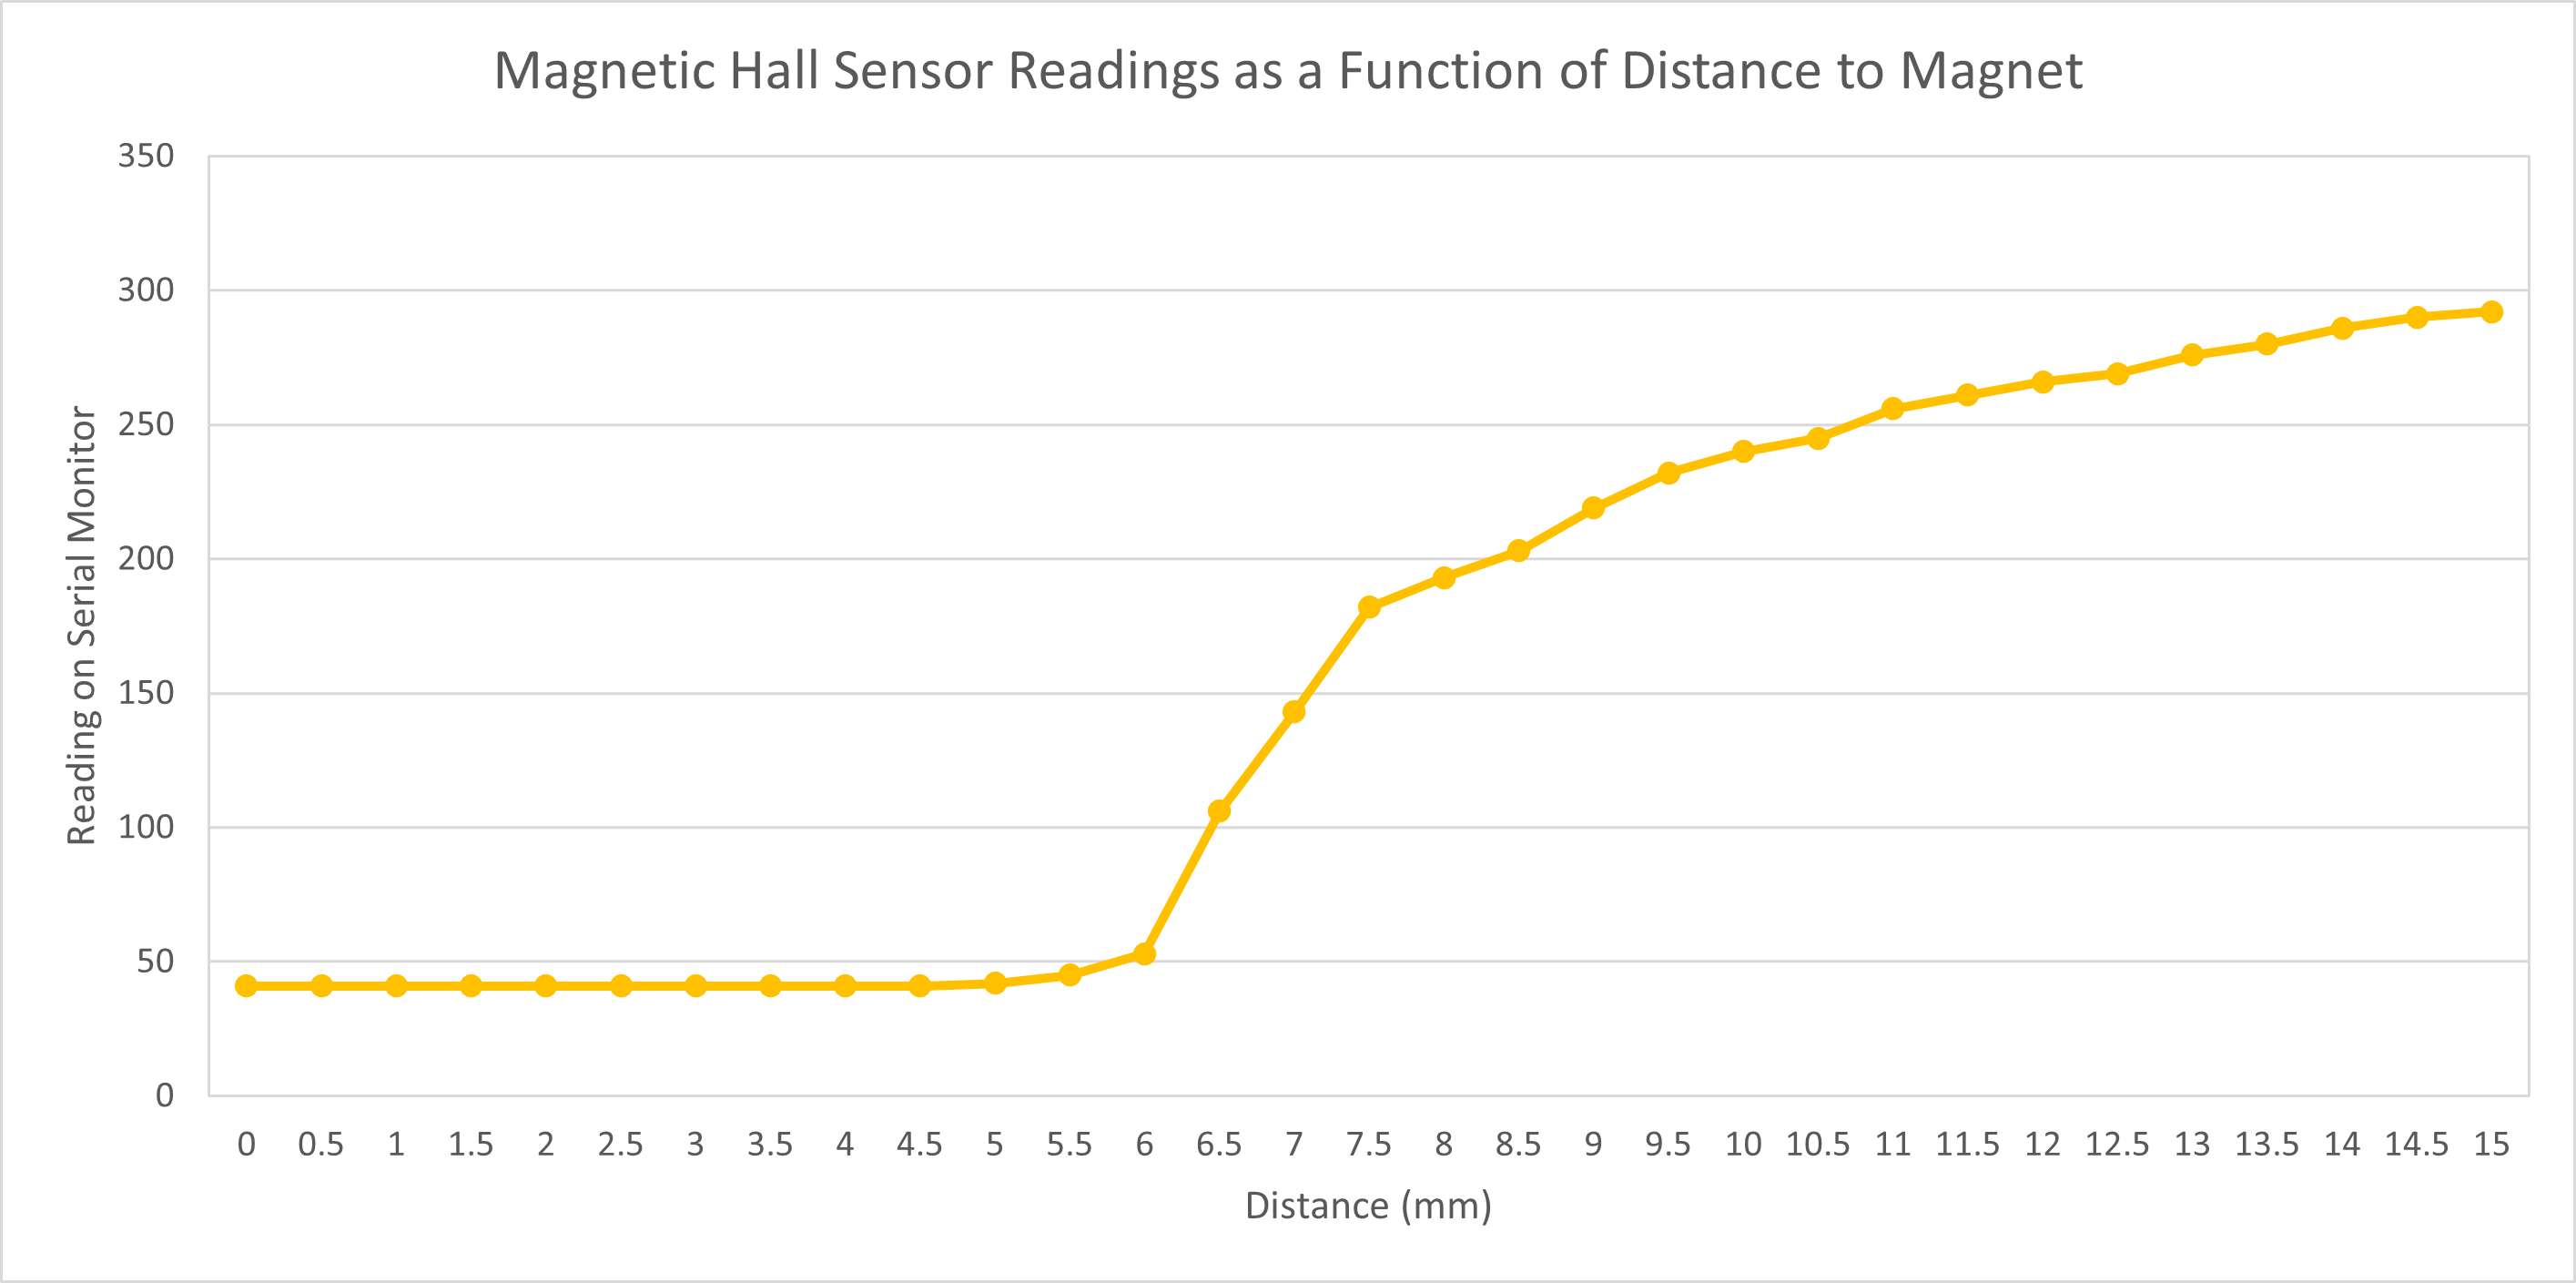 Magnetic Hall Sensor Readings as a Function of Distance to Magnet
350
300
250
200
150
100
50
0
Reading on Serial Monitor
0 0.5 1 1.5 2 2.5 3 3.5 4 4.5 5 5.5 6 6.5 7 7.5 8 8.5 9 9.5 10 10.5 11 11.5 12 12.5 13 13.5 14 14.5 15
Distance (mm)